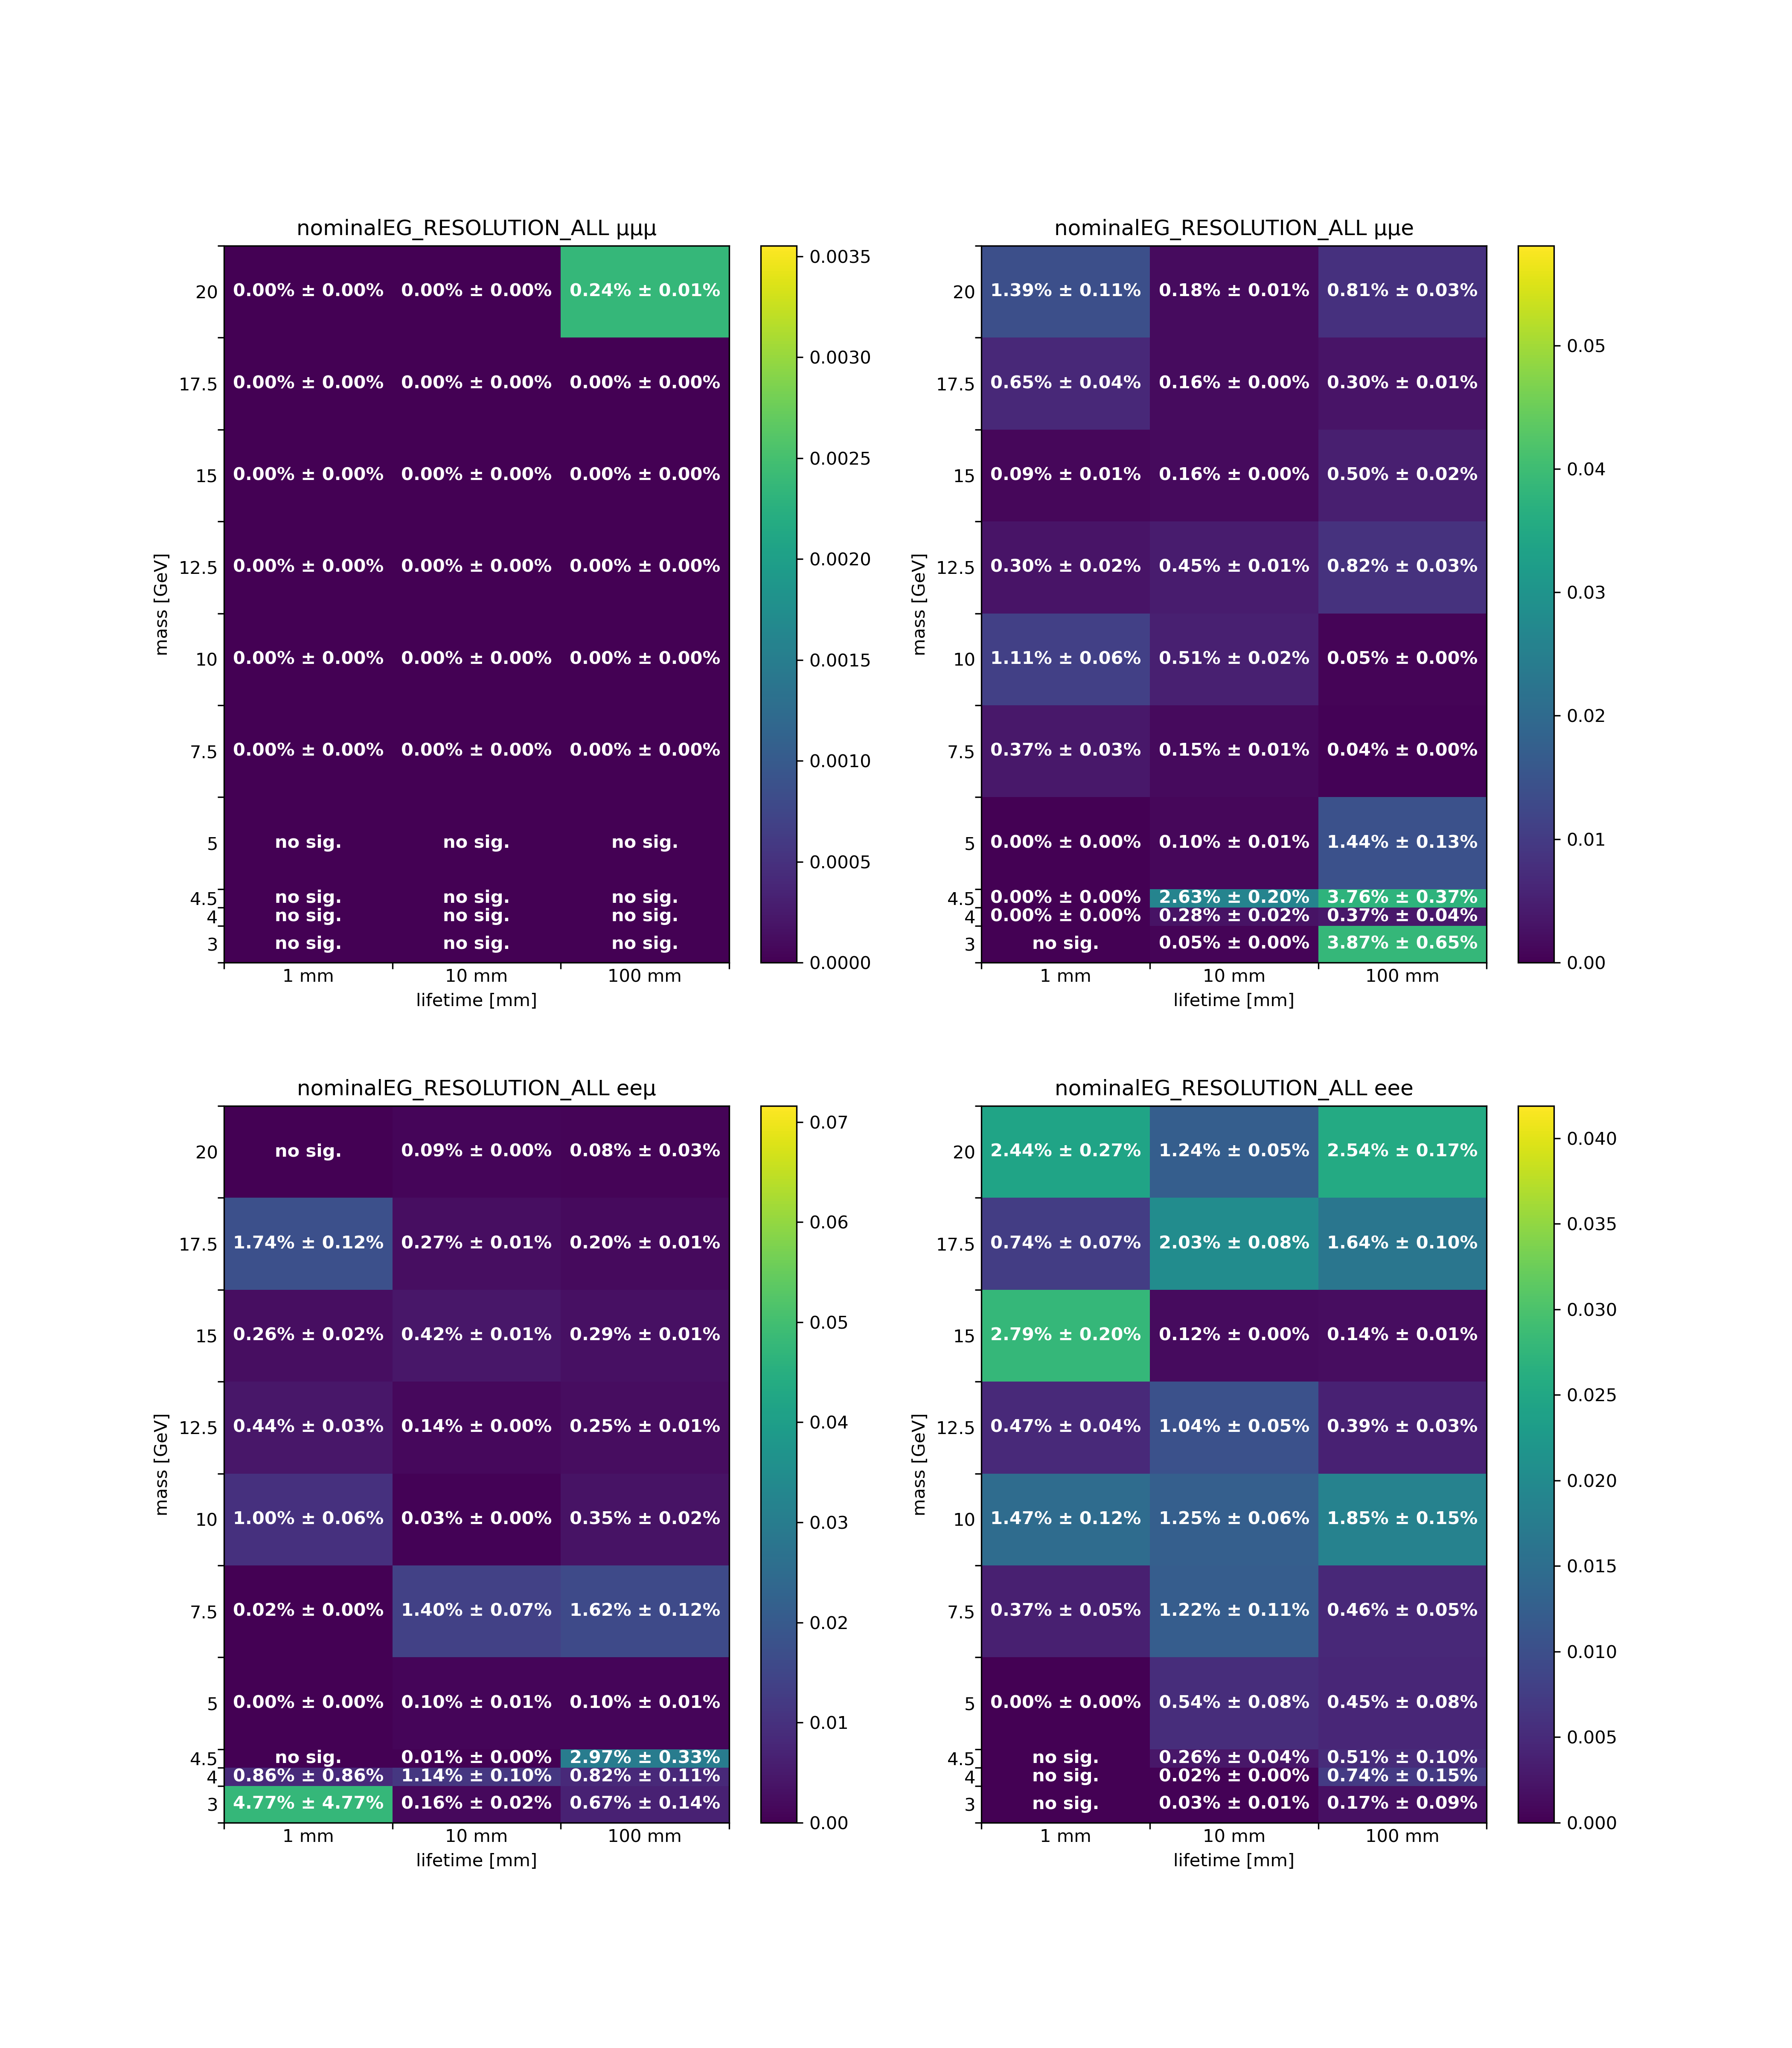 nominalEG_RESOLUTION_ALL μμμ
20 0.00% ± 0.00% 0.00% ± 0.00% 0.24% ± 0.01%
17.5 0.00% ± 0.00% 0.00% ± 0.00% 0.00% ± 0.00%
15 0.00% ± 0.00% 0.00% ± 0.00% 0.00% ± 0.00%
12.5 0.00% ± 0.00% 0.00% ± 0.00% 0.00% ± 0.00%
10 0.00% ± 0.00% 0.00% ± 0.00% 0.00% ± 0.00%
7.5 0.00% ± 0.00% 0.00% ± 0.00% 0.00% ± 0.00%
5 no sig. no sig. no sig.
4.5 no sig. no sig. no sig.
4 no sig. no sig. no sig.
3 no sig. no sig. no sig.
1 mm 10 mm 100 mm
lifetime [mm]
mass [GeV]
0.0035
0.0030
0.0025
0.0020
0.0015
0.0010
0.0005
0.0000
nominalEG_RESOLUTION_ALL μμe
20 1.39% ± 0.11% 0.18% ± 0.01% 0.81% ± 0.03%
17.5 0.65% ± 0.04% 0.16% ± 0.00% 0.30% ± 0.01%
15 0.09% ± 0.01% 0.16% ± 0.00% 0.50% ± 0.02%
12.5 0.30% ± 0.02% 0.45% ± 0.01% 0.82% ± 0.03%
10 1.11% ± 0.06% 0.51% ± 0.02% 0.05% ± 0.00%
7.5 0.37% ± 0.03% 0.15% ± 0.01% 0.04% ± 0.00%
5 0.00% ± 0.00% 0.10% ± 0.01% 1.44% ± 0.13%
4.5 0.00% ± 0.00% 2.63% ± 0.20% 3.76% ± 0.37%
4 0.00% ± 0.00% 0.28% ± 0.02% 0.37% ± 0.04%
3 no sig. 0.05% ± 0.00% 3.87% ± 0.65%
1 mm 10 mm 100 mm
lifetime [mm]
mass [GeV]
0.05
0.04
0.03
0.02
0.01
0.00
nominalEG_RESOLUTION_ALL eeμ
20 no sig. 0.09% ± 0.00% 0.08% ± 0.03%
17.5 1.74% ± 0.12% 0.27% ± 0.01% 0.20% ± 0.01%
15 0.26% ± 0.02% 0.42% ± 0.01% 0.29% ± 0.01%
12.5 0.44% ± 0.03% 0.14% ± 0.00% 0.25% ± 0.01%
10 1.00% ± 0.06% 0.03% ± 0.00% 0.35% ± 0.02%
7.5 0.02% ± 0.00% 1.40% ± 0.07% 1.62% ± 0.12%
5 0.00% ± 0.00% 0.10% ± 0.01% 0.10% ± 0.01%
4.5 no sig. 0.01% ± 0.00% 2.97% ± 0.33%
4 0.86% ± 0.86% 1.14% ± 0.10% 0.82% ± 0.11%
3 4.77% ± 4.77% 0.16% ± 0.02% 0.67% ± 0.14%
1 mm 10 mm 100 mm
lifetime [mm]
mass [GeV]
0.07
0.06
0.05
0.04
0.03
0.02
0.01
0.00
nominalEG_RESOLUTION_ALL eee
20 2.44% ± 0.27% 1.24% ± 0.05% 2.54% ± 0.17%
17.5 0.74% ± 0.07% 2.03% ± 0.08% 1.64% ± 0.10%
15 2.79% ± 0.20% 0.12% ± 0.00% 0.14% ± 0.01%
12.5 0.47% ± 0.04% 1.04% ± 0.05% 0.39% ± 0.03%
10 1.47% ± 0.12% 1.25% ± 0.06% 1.85% ± 0.15%
7.5 0.37% ± 0.05% 1.22% ± 0.11% 0.46% ± 0.05%
5 0.00% ± 0.00% 0.54% ± 0.08% 0.45% ± 0.08%
4.5 no sig. 0.26% ± 0.04% 0.51% ± 0.10%
4 no sig. 0.02% ± 0.00% 0.74% ± 0.15%
3 no sig. 0.03% ± 0.01% 0.17% ± 0.09%
1 mm 10 mm 100 mm
lifetime [mm]
mass [GeV]
0.040
0.035
0.030
0.025
0.020
0.015
0.010
0.005
0.000